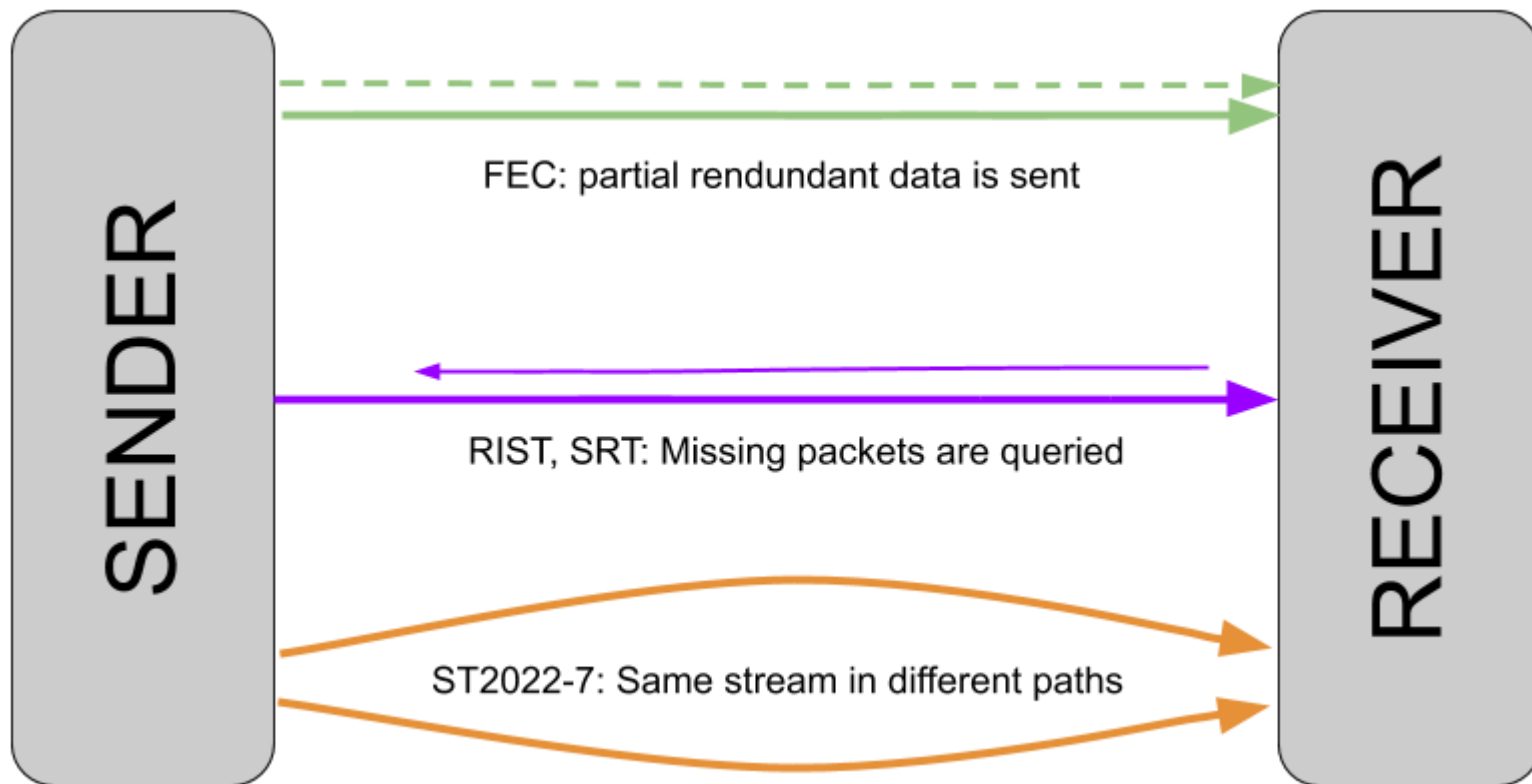 SENDER
FEC: partial rendundant data is sent
RIST, SRT: Missing packets are queried
ST2022-7: Same stream in different paths
RECEIVER